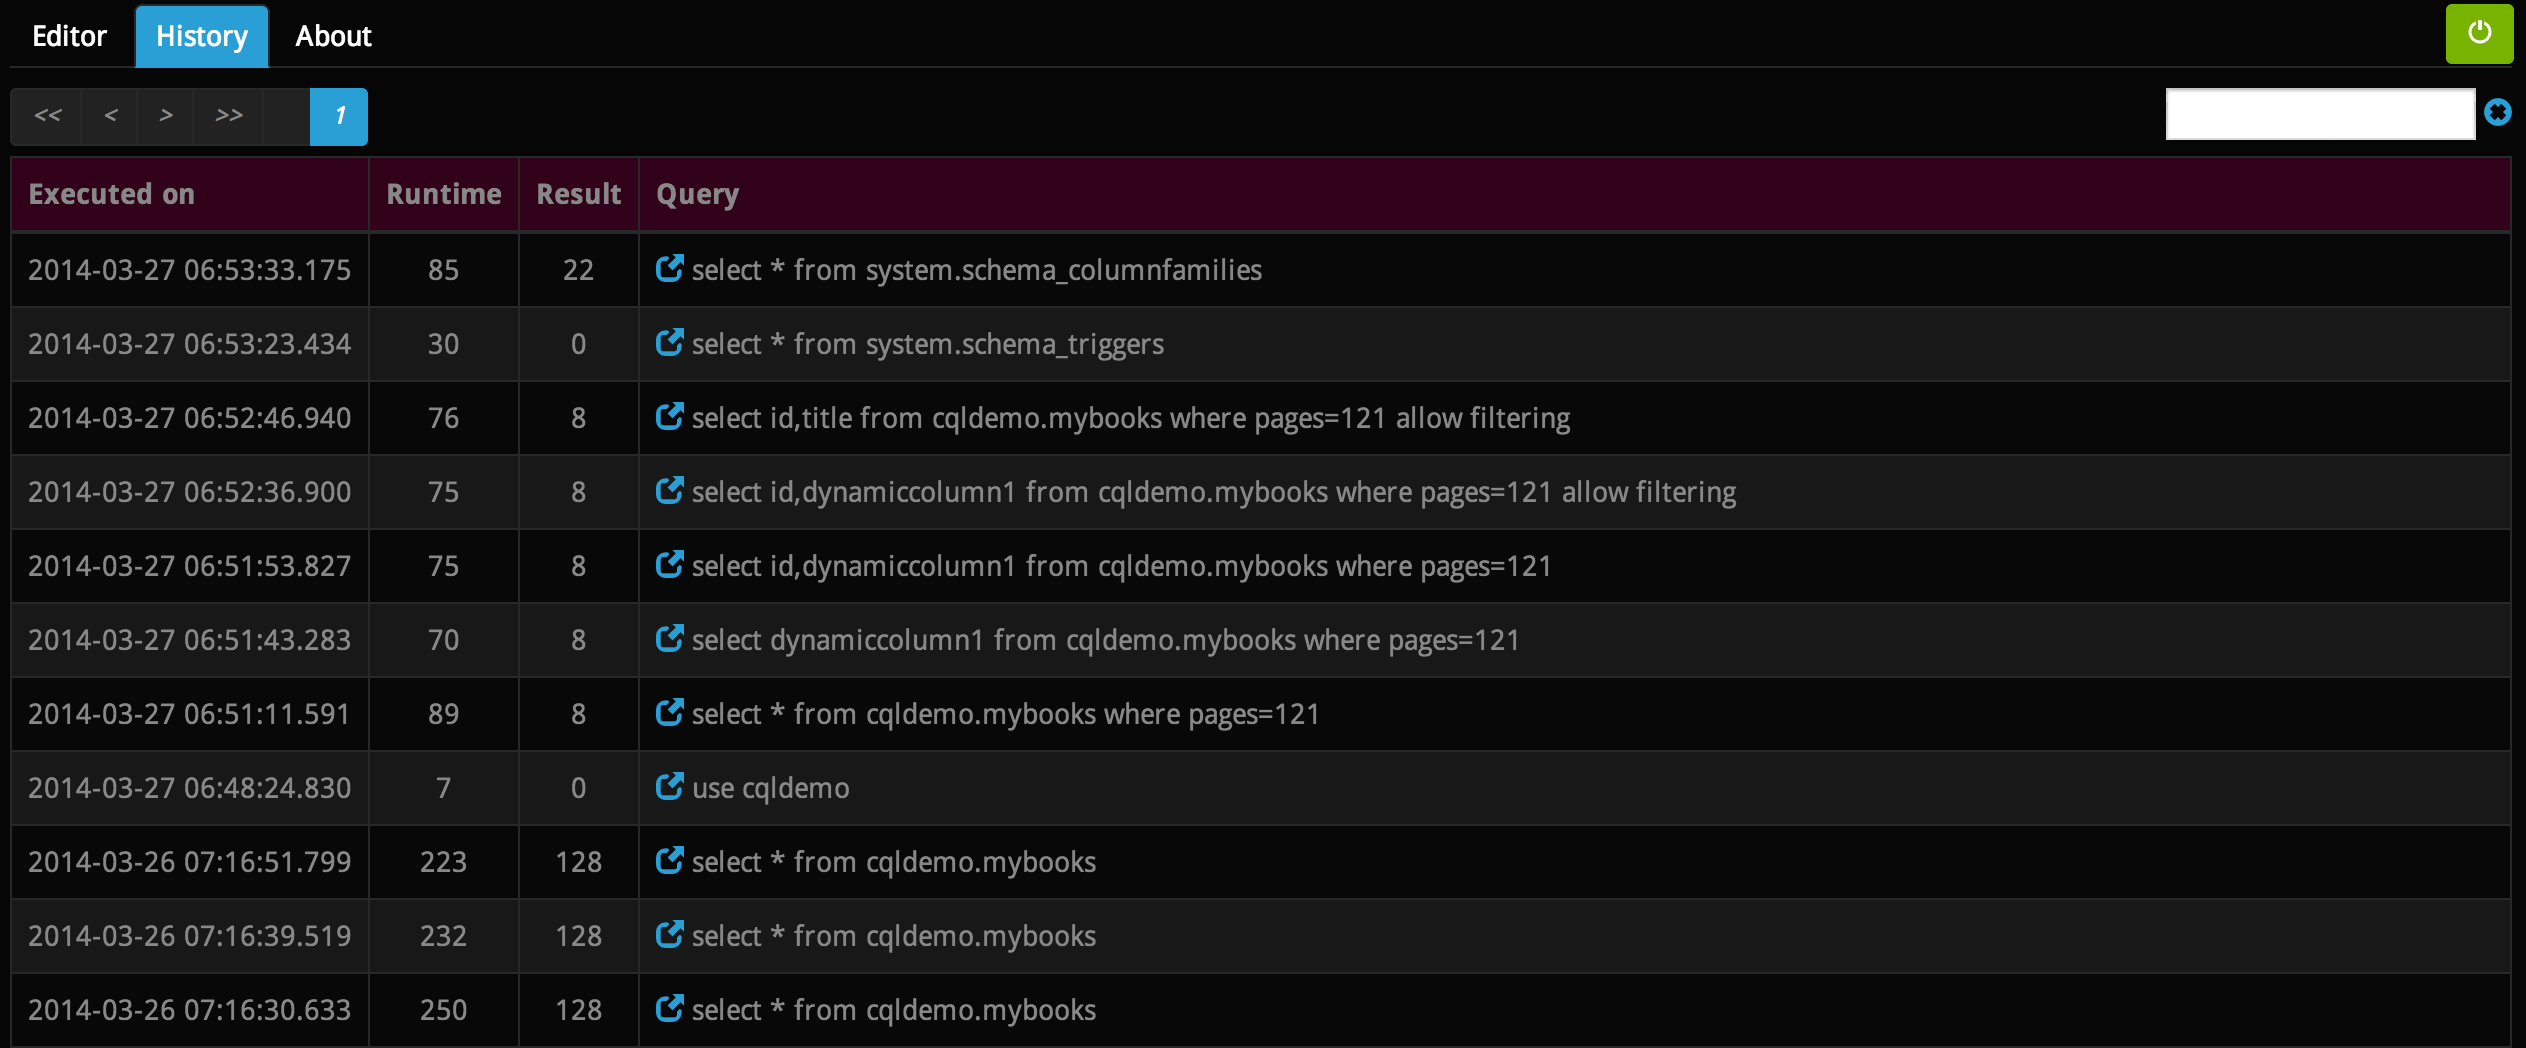 Editor History About
<< < > >> 1
Executed on Runtime Result Query
2014-03-27 06:53:33.175 85 22 select * from system.schema_columnfamilies
2014-03-27 06:53:23.434 30 0 select * from system.schema_triggers
2014-03-27 06:52:46.940 76 8 select id,title from cqldemo.mybooks where pages=121 allow filtering
2014-03-27 06:52:36.900 75 8 select id,dynamiccolumn1 from cqldemo.mybooks where pages=121 allow filtering
2014-03-27 06:51:53.827 75 8 select id,dynamiccolumn1 from cqldemo.mybooks where pages=121
2014-03-27 06:51:43.283 70 8 select dynamiccolumn1 from cqldemo.mybooks where pages=121
2014-03-27 06:51:11.591 89 8 select * from cqldemo.mybooks where pages=121
2014-03-27 06:48:24.830 7 0 use cqldemo
2014-03-26 07:16:51.799 223 128 select * from cqldemo.mybooks
2014-03-26 07:16:39.519 232 128 select * from cqldemo.mybooks
2014-03-26 07:16:30.633 250 128 select * from cqldemo.mybooks